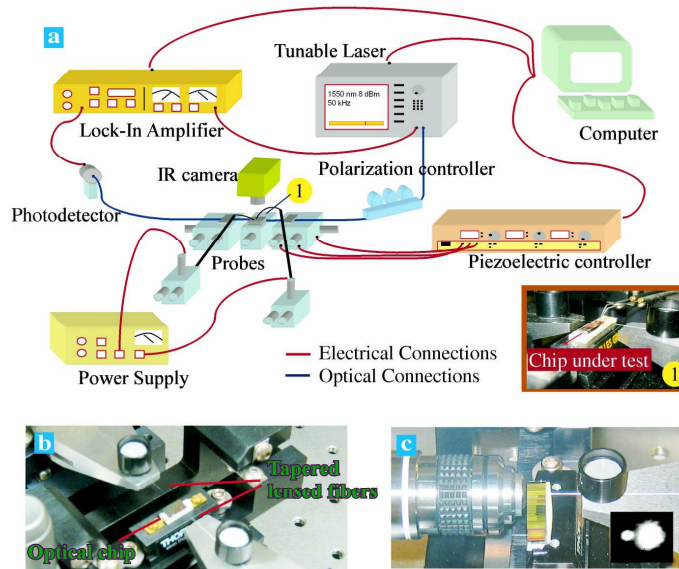 a
Tunable Laser
1550 nm 8 dBm
50 kHz
Lock-In Amplifier
Computer
IR camera
1
Polarization controller
Photodetector
Probes
Piezoelectric controller
Power Supply
Electrical Connections
Optical Connections
Chip under test
1
b
Tapered
lensed fibers
Optical chip
c